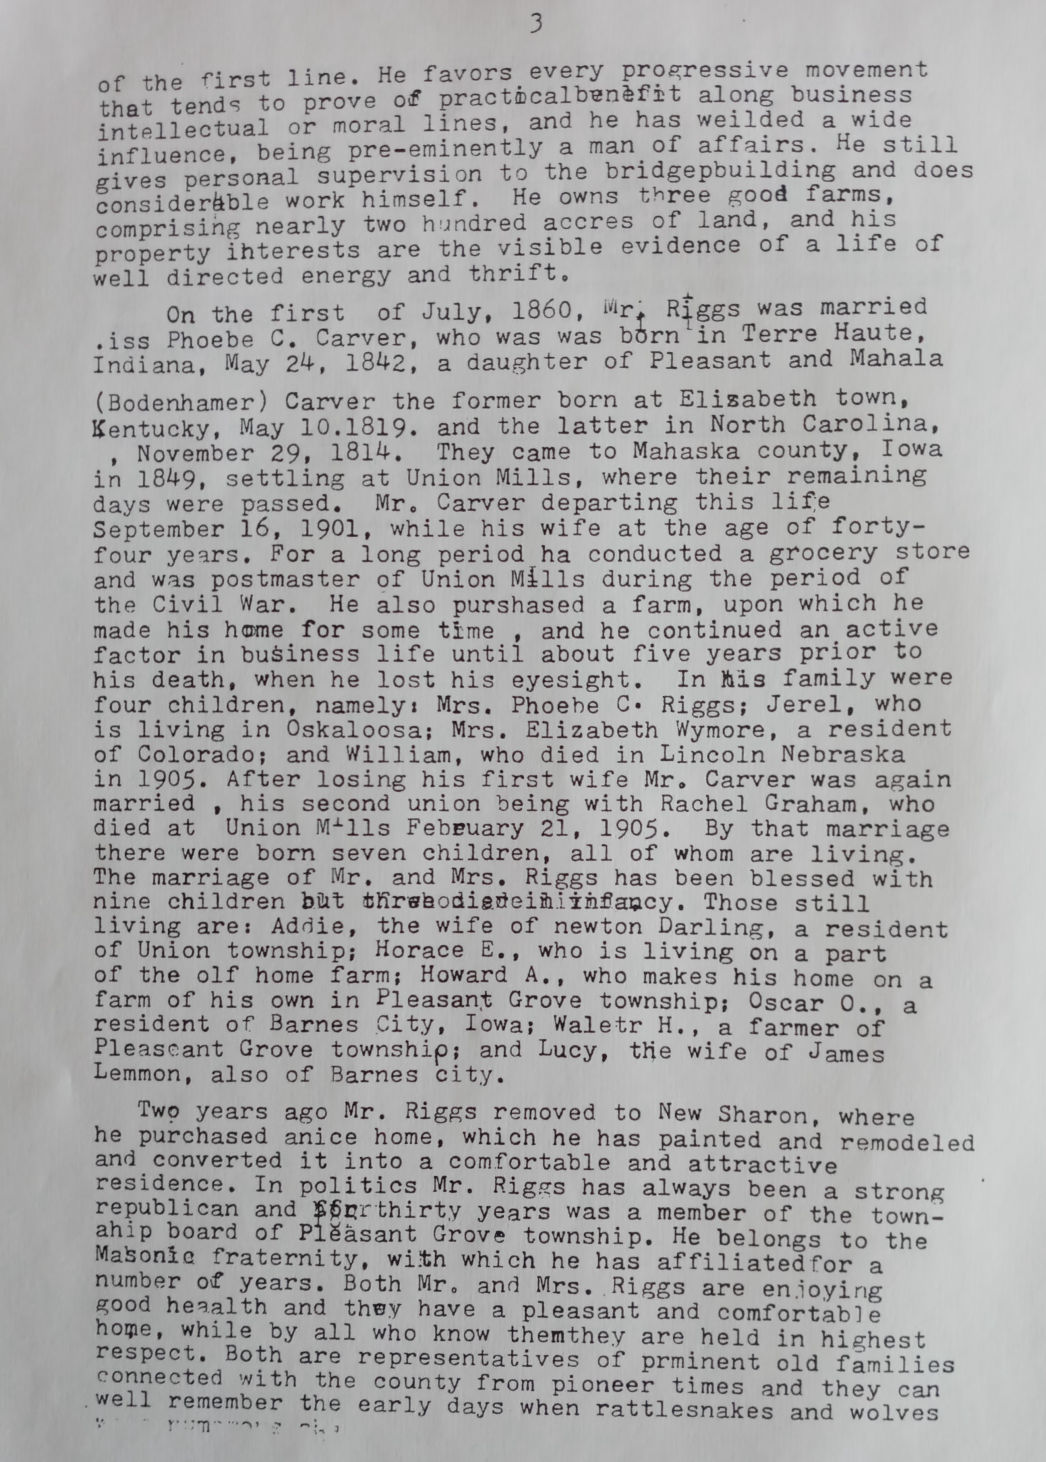 3
of the first line. He favors every progressive movement
that tends to prove of practicalbenefit along business
intellectual or moral lines, and he has weilded a wide
influence, being pre-eminently a man of affairs. He still
gives personal supervision to the bridgepbuilding and does
considerable work himself. He owns three good farms,
comprising nearly two hundred accres of land, and his
property ihterests are the visible evidence of a life of
well directed energy and thrift.
On the first of July, 1860, Mr. Riggs was married
.iss Phoebe C. Carver, who was was born in Terre Haute,
Indiana, May 24, 1842, a daughter of Pleasant and Mahala
(Bodenhamer) Carver the former born at Elisabeth town,
Kentucky, May 10.1819. and the latter in North Carolina,
, November 29, 1814. They came to Mahaska county, Iowa
in 1849, settling at Union Mills, where their remaining
days were passed. Mr. Carver departing this life
September 16, 1901, while his wife at the age of forty-
four years. For a long period ha conducted a grocery store
and was postmaster of Union Mills during the period of
the Civil War. He also purshased a farm, upon which he
made his home for some time , and he continued an active
factor in business life until about five years prior to
his death, when he lost his eyesight. In his family were
four children, namely: Mrs. Phoebe C. Riggs; Jerel, who
is living in Oskaloosa; Mrs. Elizabeth Wymore, a resident
of Colorado; and William, who died in Lincoln Nebraska
in 1905. After losing his first wife Mr. Carver was again
married , his second union being with Rachel Graham, who
died at Union Mills February 21, 1905. By that marriage
there were born seven children, all of whom are living.
The marriage of Mr. and Mrs. Riggs has been blessed with
nine children but infancy. Those still
living are: Addie, the wife of newton Darling, a resident
of Union township; Horace E., who is living on a part
of the olf home farm; Howard A., who makes his home on a
farm of his own in Pleasant Grove township; Oscar O., a
resident of Barnes City, Iowa; Waletr H., a farmer of
Pleascant Grove township; and Lucy, the wife of James
Lemmon, also of Barnes city.
Two years ago Mr. Riggs removed to New Sharon, where
he purchased anice home, which he has painted and remodeled
and converted it into a comfortable and attractive
residence. In politics Mr. Riggs has always been a strong
republican and thirty years was a member of the town-
ahip board of Pleasant Grove township. He belongs to the
Masonic fraternity, with which he has affiliatedfor a
number of years. Both Mr. and Mrs. Riggs are enjoying
good heaalth and they have a pleasant and comfortable
home, while by all who know themthey are held in highest
respect. Both are representatives of prminent old families
connected with the county from pioneer times and they can
well remember the early days when rattlesnakes and wolves